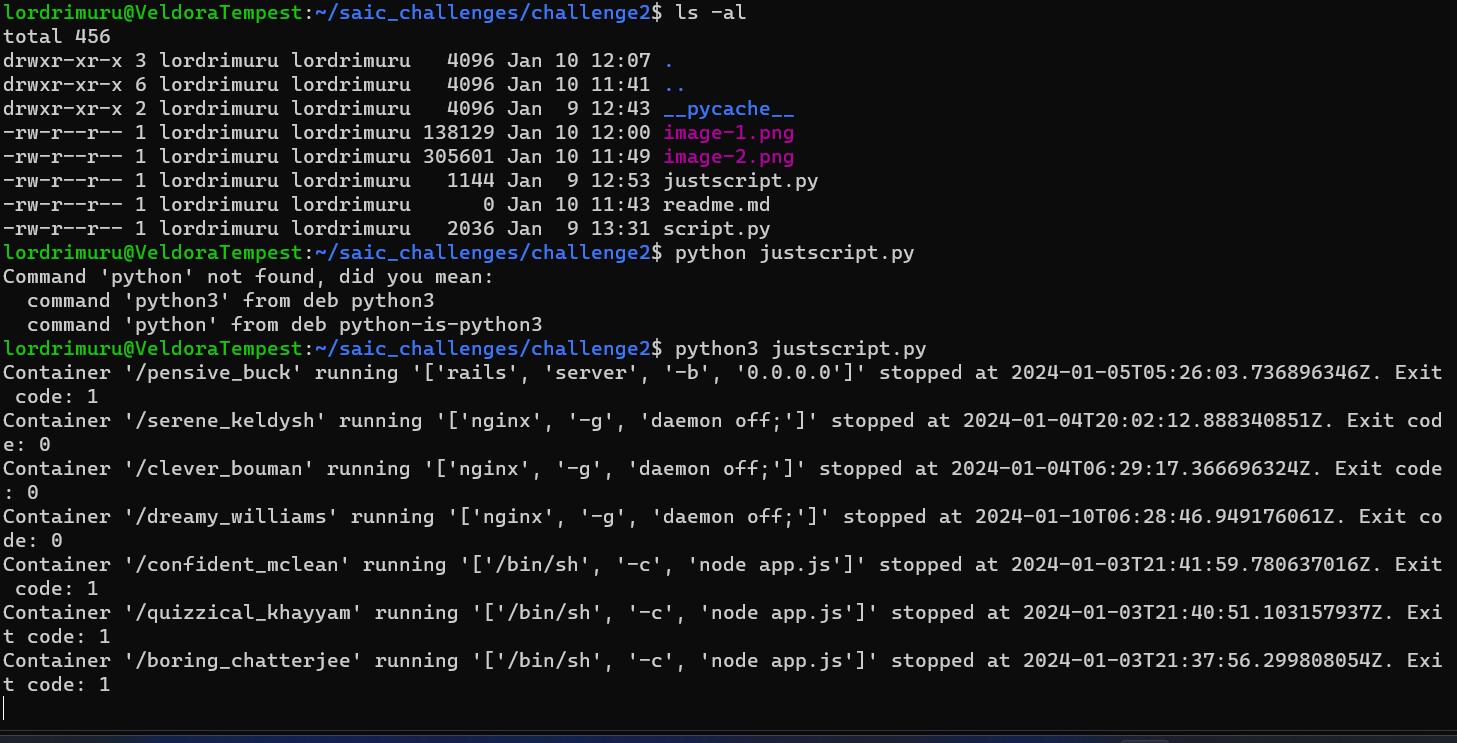 lordrimuru@VeldoraTempest:~/saic_challenges/challenge2$ ls -al
total 456
drwxr-xr-x 3 lordrimuru lordrimuru   4096 Jan 10 12:07 .
drwxr-xr-x 6 lordrimuru lordrimuru   4096 Jan 10 11:41 ..
drwxr-xr-x 2 lordrimuru lordrimuru   4096 Jan  9 12:43 __pycache__
-rw-r--r-- 1 lordrimuru lordrimuru 138129 Jan 10 12:00 image-1.png
-rw-r--r-- 1 lordrimuru lordrimuru 305601 Jan 10 11:49 image-2.png
-rw-r--r-- 1 lordrimuru lordrimuru   1144 Jan  9 12:53 justscript.py
-rw-r--r-- 1 lordrimuru lordrimuru      0 Jan 10 11:43 readme.md
-rw-r--r-- 1 lordrimuru lordrimuru   2036 Jan  9 13:31 script.py
lordrimuru@VeldoraTempest:~/saic_challenges/challenge2$ python justscript.py
Command 'python' not found, did you mean:
  command 'python3' from deb python3
  command 'python' from deb python-is-python3
lordrimuru@VeldoraTempest:~/saic_challenges/challenge2$ python3 justscript.py
Container '/pensive_buck' running '['rails', 'server', '-b', '0.0.0.0']' stopped at 2024-01-05T05:26:03.736896346Z. Exit
 code: 1
Container '/serene_keldysh' running '['nginx', '-g', 'daemon off;']' stopped at 2024-01-04T20:02:12.888340851Z. Exit cod
e: 0
Container '/clever_bouman' running '['nginx', '-g', 'daemon off;']' stopped at 2024-01-04T06:29:17.366696324Z. Exit code
: 0
Container '/dreamy_williams' running '['nginx', '-g', 'daemon off;']' stopped at 2024-01-10T06:28:46.949176061Z. Exit co
de: 0
Container '/confident_mclean' running '['/bin/sh', '-c', 'node app.js']' stopped at 2024-01-03T21:41:59.780637016Z. Exit
 code: 1
Container '/quizzical_khayyam' running '['/bin/sh', '-c', 'node app.js']' stopped at 2024-01-03T21:40:51.103157937Z. Exi
t code: 1
Container '/boring_chatterjee' running '['/bin/sh', '-c', 'node app.js']' stopped at 2024-01-03T21:37:56.299808054Z. Exi
t code: 1